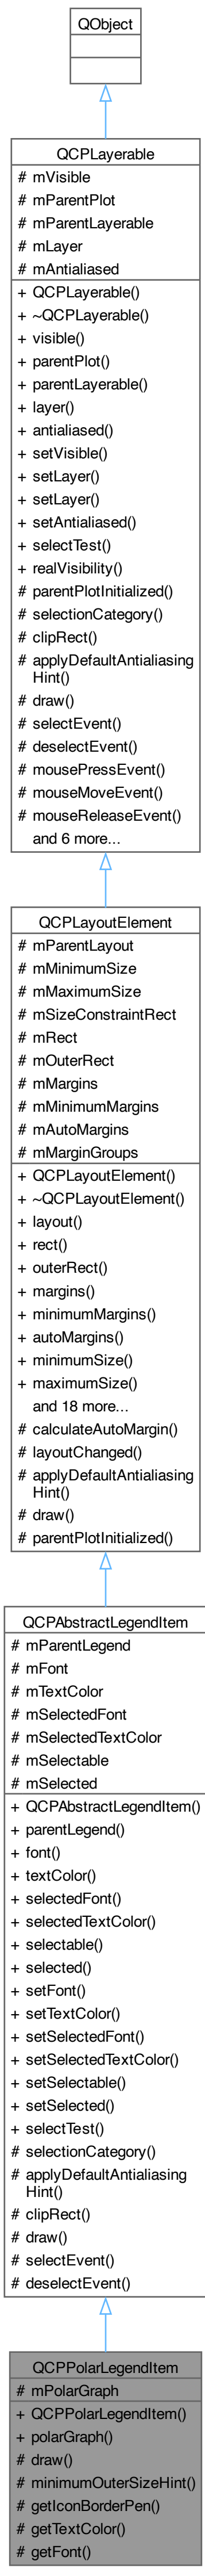 QObject
QCPLayerable
# mVisible
# mParentPlot
# mParentLayerable
# mLayer
# mAntialiased
+ QCPLayerable()
+ ~QCPLayerable()
+ visible()
+ parentPlot()
+ parentLayerable()
+ layer()
+ antialiased()
+ setVisible()
+ setLayer()
+ setLayer()
+ setAntialiased()
+ selectTest()
+ realVisibility()
# parentPlotInitialized()
# selectionCategory()
# clipRect()
# applyDefaultAntialiasing
Hint()
# draw()
# selectEvent()
# deselectEvent()
# mousePressEvent()
# mouseMoveEvent()
# mouseReleaseEvent()
and 6 more...
QCPLayoutElement
# mParentLayout
# mMinimumSize
# mMaximumSize
# mSizeConstraintRect
# mRect
# mOuterRect
# mMargins
# mMinimumMargins
# mAutoMargins
# mMarginGroups
+ QCPLayoutElement()
+ ~QCPLayoutElement()
+ layout()
+ rect()
+ outerRect()
+ margins()
+ minimumMargins()
+ autoMargins()
+ minimumSize()
+ maximumSize()
and 18 more...
# calculateAutoMargin()
# layoutChanged()
# applyDefaultAntialiasing
Hint()
# draw()
# parentPlotInitialized()
QCPAbstractLegendItem
# mParentLegend
# mFont
# mTextColor
# mSelectedFont
# mSelectedTextColor
# mSelectable
# mSelected
+ QCPAbstractLegendItem()
+ parentLegend()
+ font()
+ textColor()
+ selectedFont()
+ selectedTextColor()
+ selectable()
+ selected()
+ setFont()
+ setTextColor()
+ setSelectedFont()
+ setSelectedTextColor()
+ setSelectable()
+ setSelected()
+ selectTest()
# selectionCategory()
# applyDefaultAntialiasing
Hint()
# clipRect()
# draw()
# selectEvent()
# deselectEvent()
QCPPolarLegendItem
# mPolarGraph
+ QCPPolarLegendItem()
+ polarGraph()
# draw()
# minimumOuterSizeHint()
# getIconBorderPen()
# getTextColor()
# getFont()